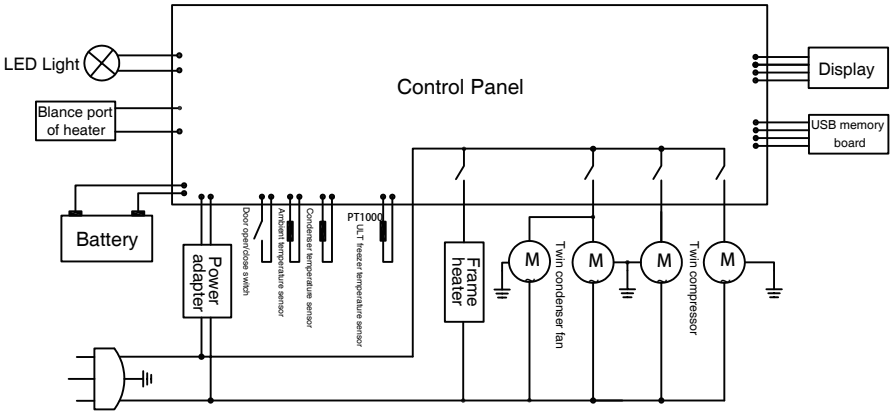 LED Light
Control Panel
Display
Blance port
of heater
USB memory
board
Battery
Power
adapter
Door open/close switch
Ambient temperature sensor
Condenser temperature sensor
PT1000
ULT freezer temperature sensor
Frame
heater
M
Twin condenser fan
M
M
Twin compressor
M